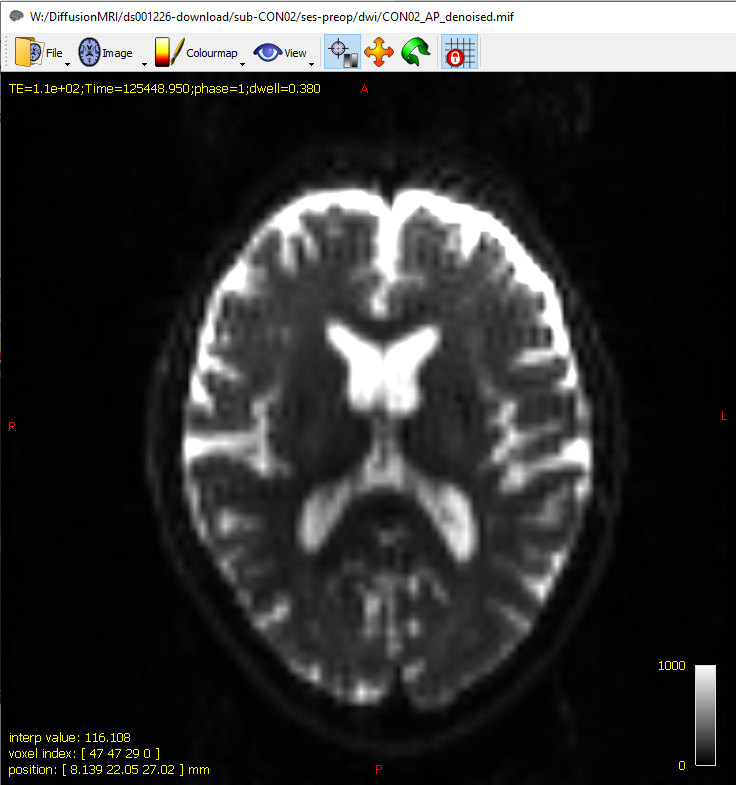 W:/DiffusionMRI/ds001226-download/sub-CON02/ses-preop/dwi/CON02_AP_denoised.mif
File Image Colourmap View
TE=1.1e+02;Time=125448.950;phase=1;dwell=0.380
A
R
L
1000
0
interp value: 116.108
voxel index: [ 47 47 29 0 ]
position: [ 8.139 22.05 27.02 ] mm
P